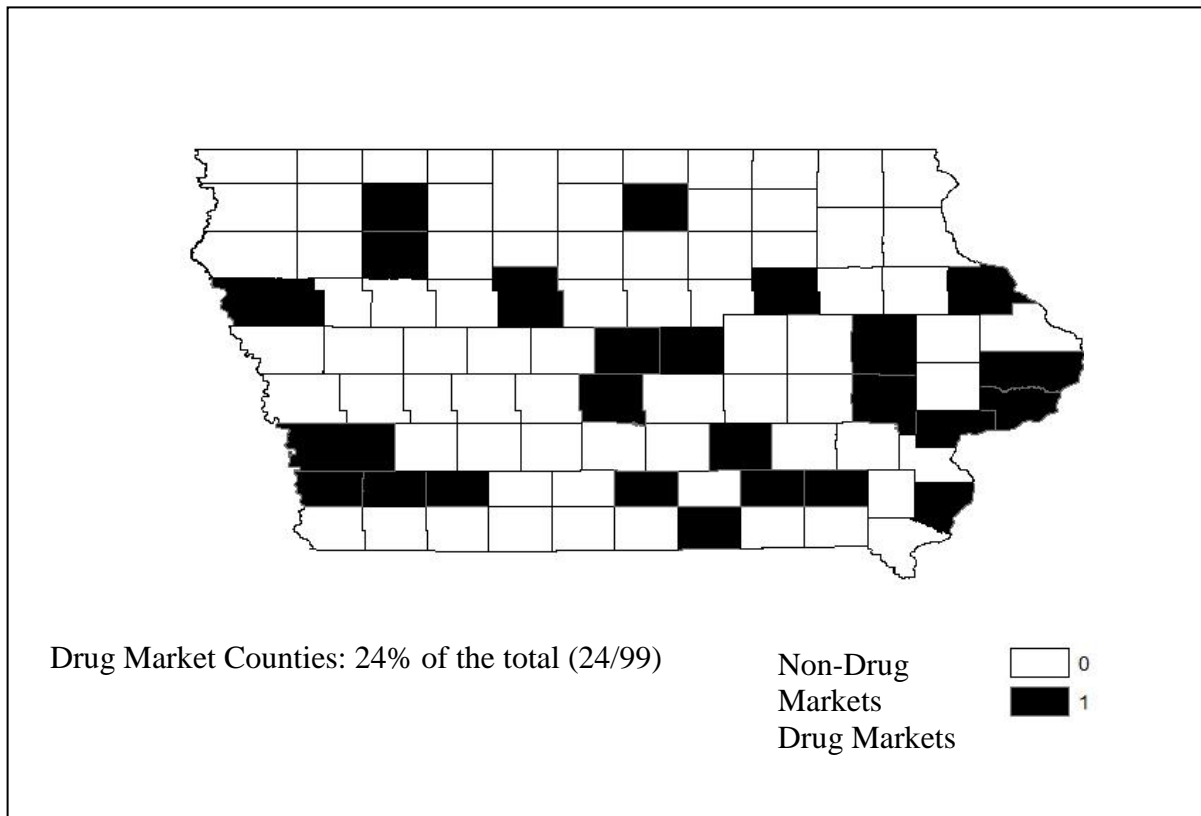 Drug Market Counties: 24% of the total (24/99)
Non-Drug
Markets
Drug Markets
0
1